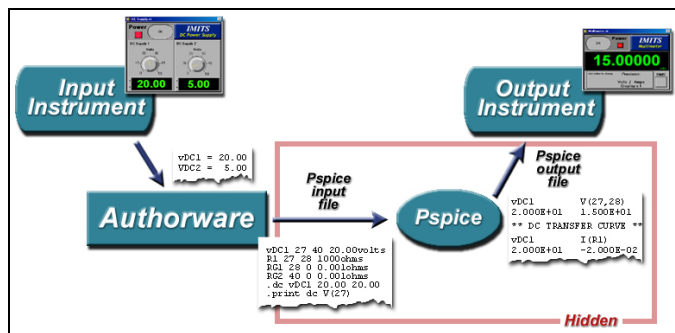 Power
IMITS
DC Power Supply
20.00
5.00
Input
Instrument
IMITS
Multimeter
Power
15.00000
Output
Instrument
vDC1 = 20.00
VDC2 = 5.00
Authorware
Pspice
input
file
vDC1 27 40 20.00volts
R1 27 28 1000ohms
RG1 28 0 0.001ohms
RG2 40 0 0.001ohms
.dc vDC1 20.00 20.00
.print dc V(27)
Pspice
Pspice
output
file
vDC1 V(27,28)
2.000E+01 1.500E+01
** DC TRANSFER CURVE **
vDC1 I(R1)
2.000E+01 -2.000E-02
Hidden